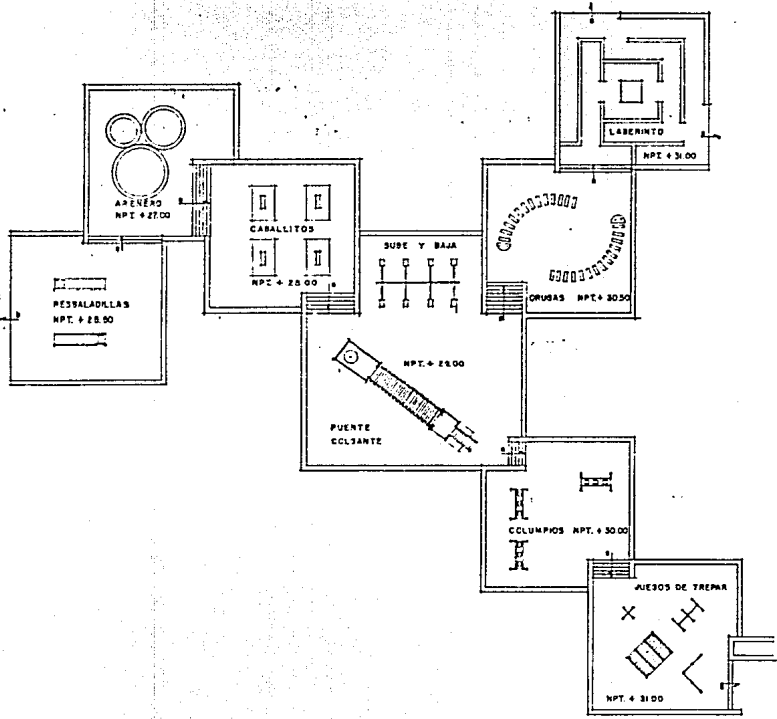 LABERINTO
NPT. + 31.00
ARENERO
NPT + 27.00
CABALLITOS
NPT. + 28.00
SUBE Y BAJA
ORUGAS NPT. + 30.50
RESBALADILLAS
NPT. + 26.50
NPT. + 29.00
PUENTE
COLGANTE
COLUMPIOS NPT. + 30.00
JUEGOS DE TREPAR
NPT. + 31.00